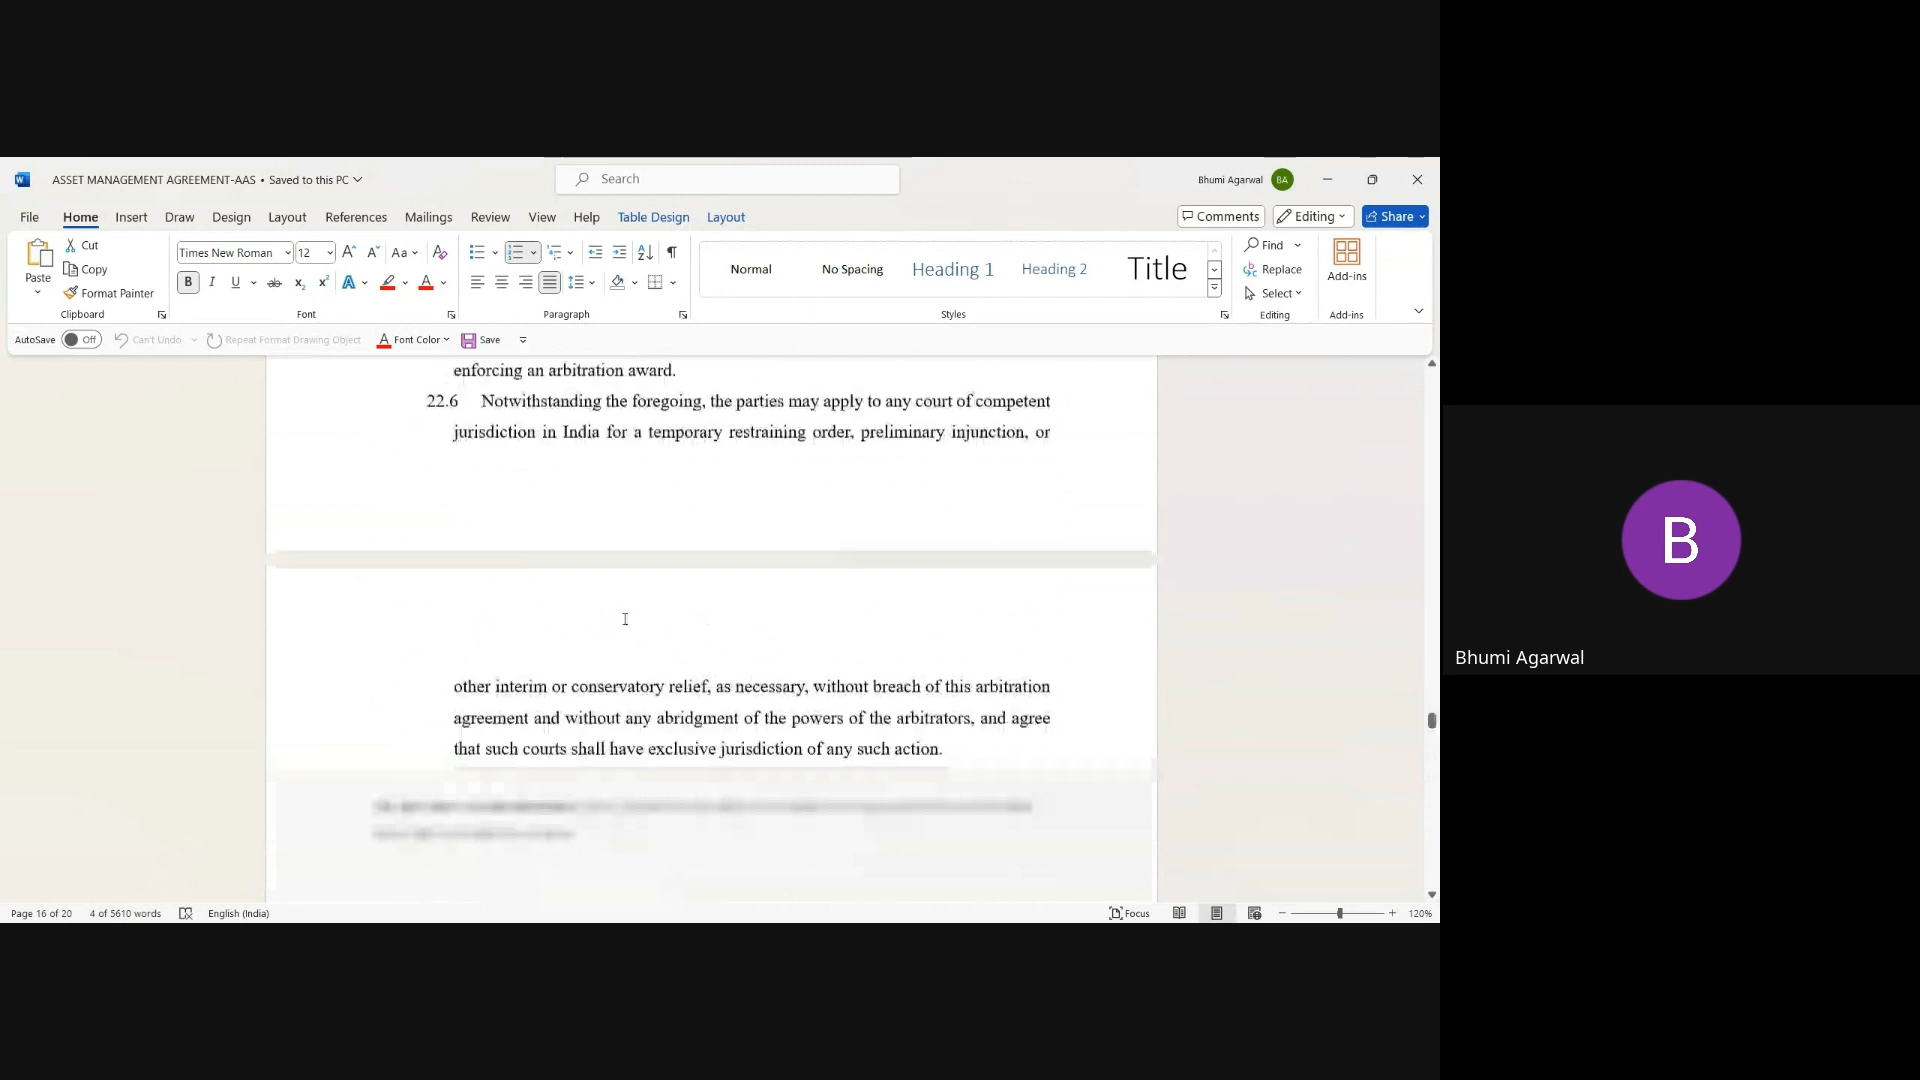 ASSET MANAGEMENT AGREEMENT-AAS • Saved to this PC
Search
Bhumi Agarwal
BA
File Home Insert Draw Design Layout References Mailings Review View Help Table Design Layout
Comments
Editing
Share
Paste
Cut
Copy
Format Painter
Clipboard
Times New Roman
12
Aa
B I U ab x₂ x² A A
Font
Paragraph
Normal
No Spacing
Heading 1
Heading 2
Title
Styles
Find
Replace
Select
Editing
Add-ins
Add-ins
AutoSave Off
Can't Undo
Repeat Format Drawing Object
Font Color
Save
enforcing an arbitration award.
22.6 Notwithstanding the foregoing, the parties may apply to any court of competent
jurisdiction in India for a temporary restraining order, preliminary injunction, or
other interim or conservatory relief, as necessary, without breach of this arbitration
agreement and without any abridgment of the powers of the arbitrators, and agree
that such courts shall have exclusive jurisdiction of any such action.
Page 16 of 20
4 of 5610 words
English (India)
Focus
120%
B
Bhumi Agarwal